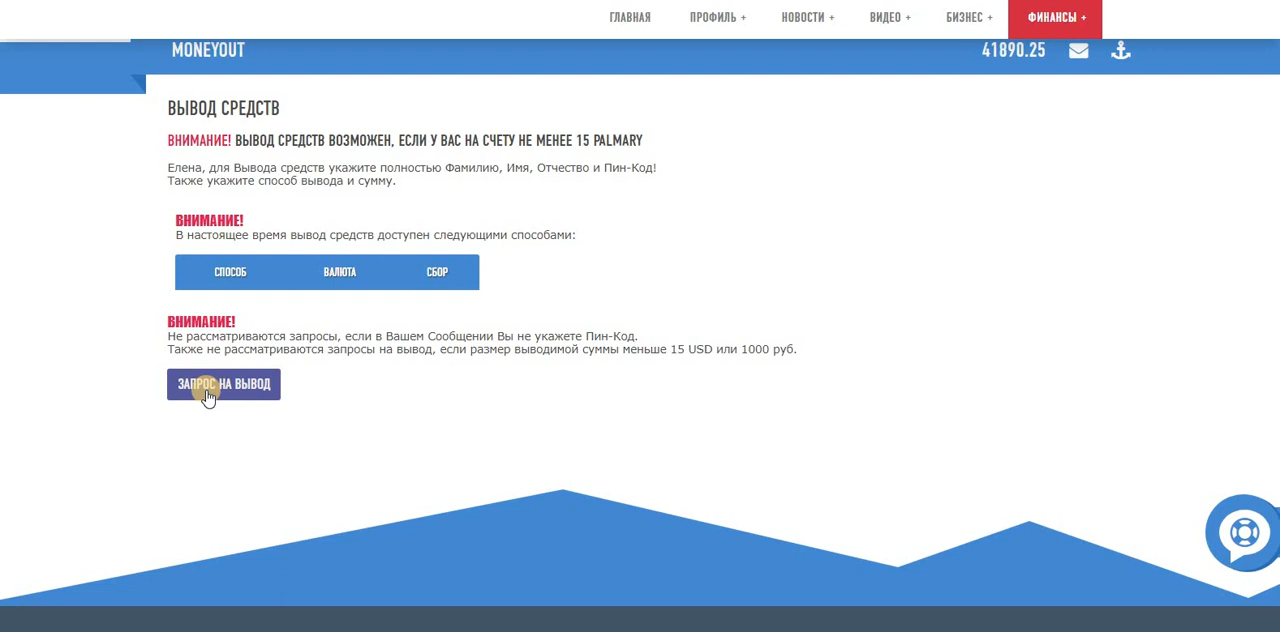 ГЛАВНАЯ ПРОФИЛЬ + НОВОСТИ + ВИДЕО + БИЗНЕС + ФИНАНСЫ +
MONEYOUT 41890.25
ВЫВОД СРЕДСТВ
ВНИМАНИЕ! ВЫВОД СРЕДСТВ ВОЗМОЖЕН, ЕСЛИ У ВАС НА СЧЕТУ НЕ МЕНЕЕ 15 PALMARY
Елена, для Вывода средств укажите полностью Фамилию, Имя, Отчество и Пин-Код!
Также укажите способ вывода и сумму.
ВНИМАНИЕ!
В настоящее время вывод средств доступен следующими способами:
СПОСОБ ВАЛЮТА СБОР
ВНИМАНИЕ!
Не рассматриваются запросы, если в Вашем Сообщении Вы не укажете Пин-Код.
Также не рассматриваются запросы на вывод, если размер выводимой суммы меньше 15 USD или 1000 руб.
ЗАПРОС НА ВЫВОД